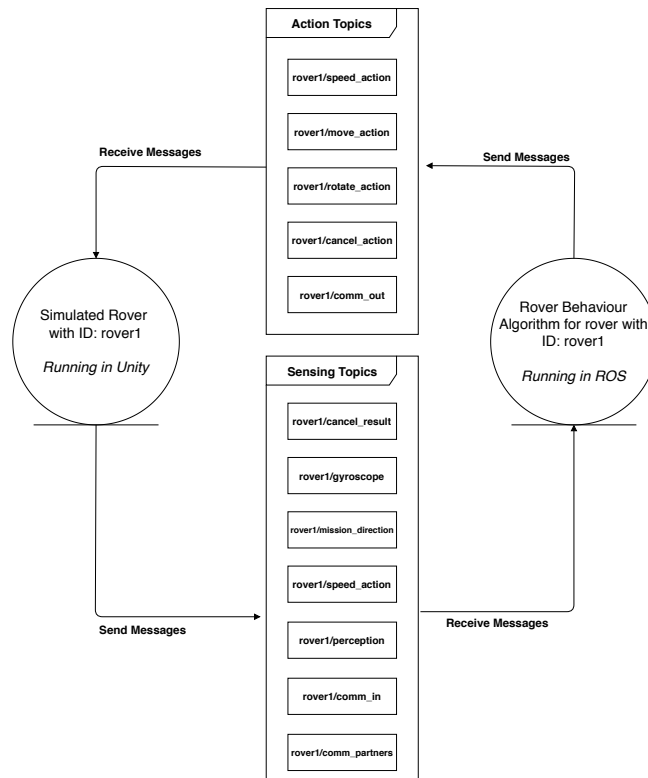 Action Topics
rover1/speed_action
rover1/move_action
Receive Messages
Send Messages
rover1/rotate_action
rover1/cancel_action
rover1/comm_out
Simulated Rover
with ID: rover1
Running in Unity
Rover Behaviour
Algorithm for rover with
ID: rover1
Running in ROS
Sensing Topics
rover1/cancel_result
rover1/gyroscope
rover1/mission_direction
rover1/speed_action
Send Messages
Receive Messages
rover1/perception
rover1/comm_in
rover1/comm_partners